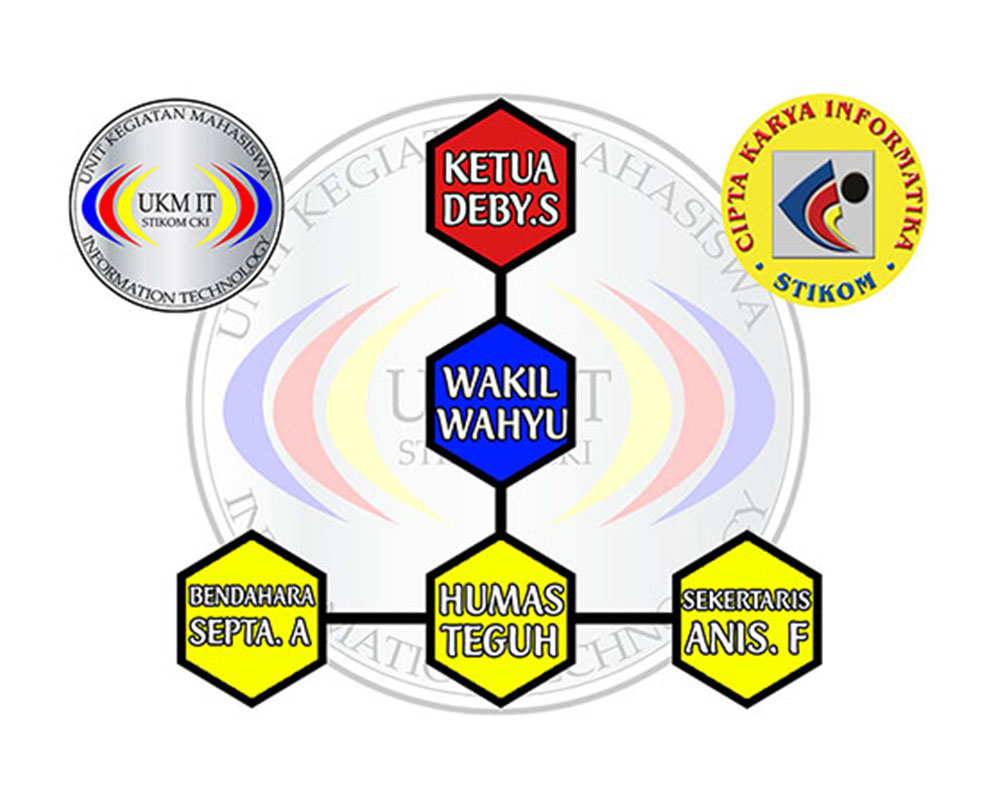 UNIT KEGIATAN MAHASISWA
UKM IT
STIKOM CKI
INFORMATION TECHNOLOGY
CIPTA KARYA INFORMATIKA
• STIKOM •
KETUA
DEBY.S
WAKIL
WAHYU
BENDAHARA
SEPTA. A
HUMAS
TEGUH
SEKERTARIS
ANIS. F